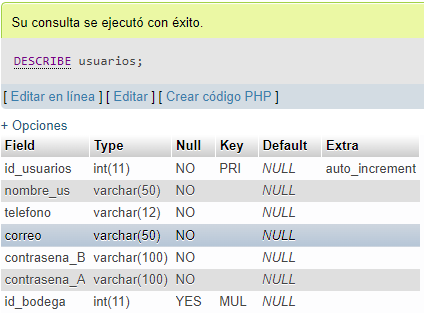 Su consulta se ejecutó con éxito.
DESCRIBE usuarios;
[ Editar en línea ] [ Editar ] [ Crear código PHP ]
+ Opciones
Field Type Null Key Default Extra
id_usuarios int(11) NO PRI NULL auto_increment
nombre_us varchar(50) NO NULL
telefono varchar(12) NO NULL
correo varchar(50) NO NULL
contrasena_B varchar(100) NO NULL
contrasena_A varchar(100) NO NULL
id_bodega int(11) YES MUL NULL